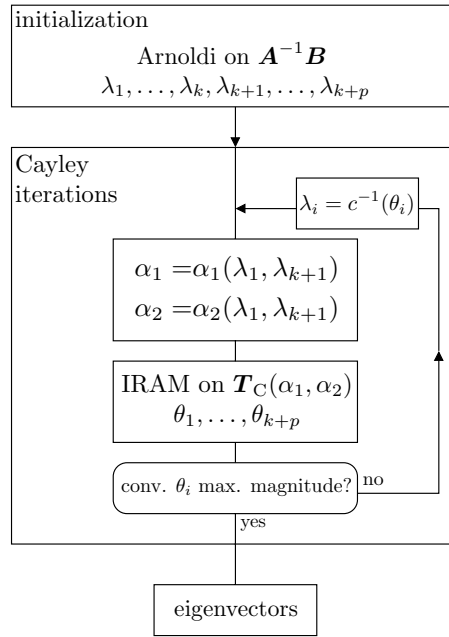 initialization
Arnoldi on A⁻¹B
λ₁, . . . , λₖ, λₖ₊₁, . . . , λₖ₊ₚ
Cayley
iterations
λᵢ = c⁻¹(θᵢ)
α₁ =α₁(λ₁, λₖ₊₁)
α₂ =α₂(λ₁, λₖ₊₁)
IRAM on T_C(α₁, α₂)
θ₁, . . . , θₖ₊ₚ
conv. θᵢ max. magnitude?
no
yes
eigenvectors